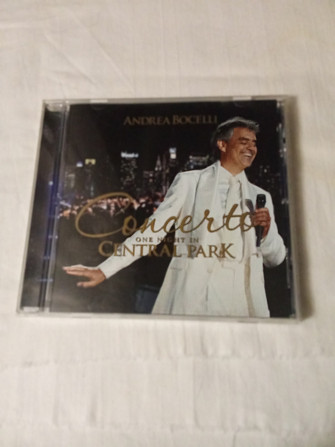 ANDREA BOCELLI
Concerto
ONE NIGHT IN
CENTRAL PARK